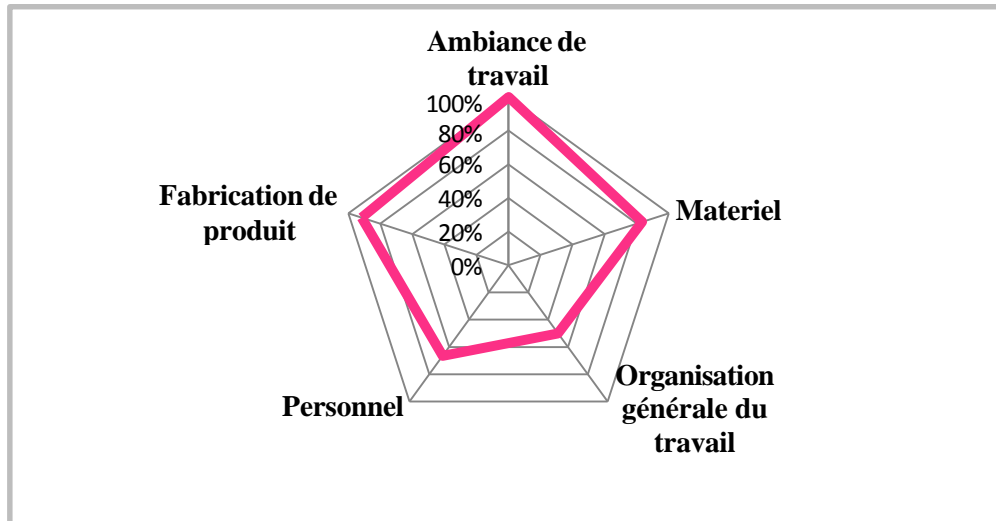 Ambiance de
travail
100%
80%
60%
40%
20%
0%
Materiel
Organisation
générale du
travail
Personnel
Fabrication de
produit